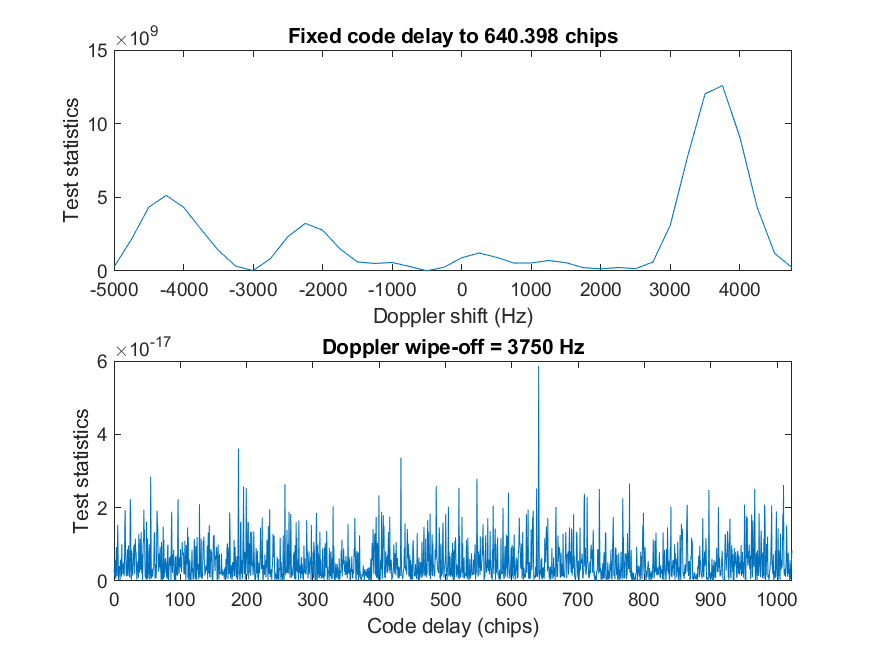 ×10^9
Fixed code delay to 640.398 chips
15
10
5
0
Test statistics
-5000 -4000 -3000 -2000 -1000 0 1000 2000 3000 4000
Doppler shift (Hz)
×10^-17
Doppler wipe-off = 3750 Hz
6
4
2
0
Test statistics
0 100 200 300 400 500 600 700 800 900 1000
Code delay (chips)